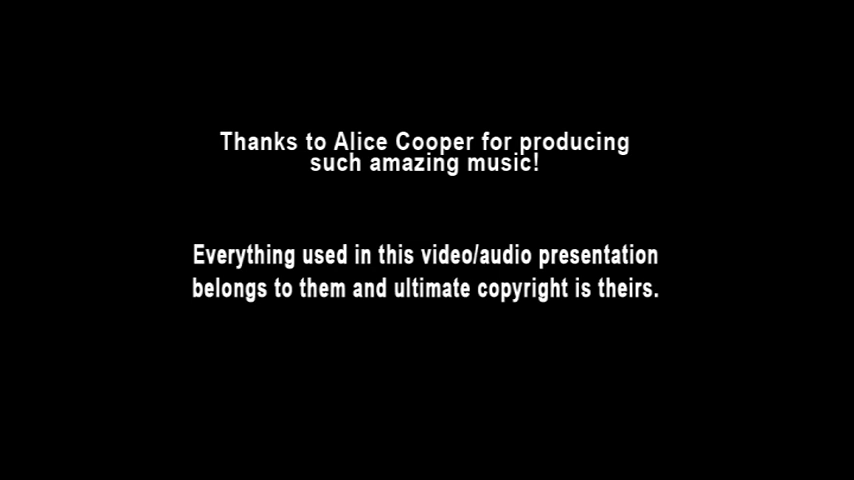 Thanks to Alice Cooper for producing
such amazing music!
Everything used in this video/audio presentation
belongs to them and ultimate copyright is theirs.